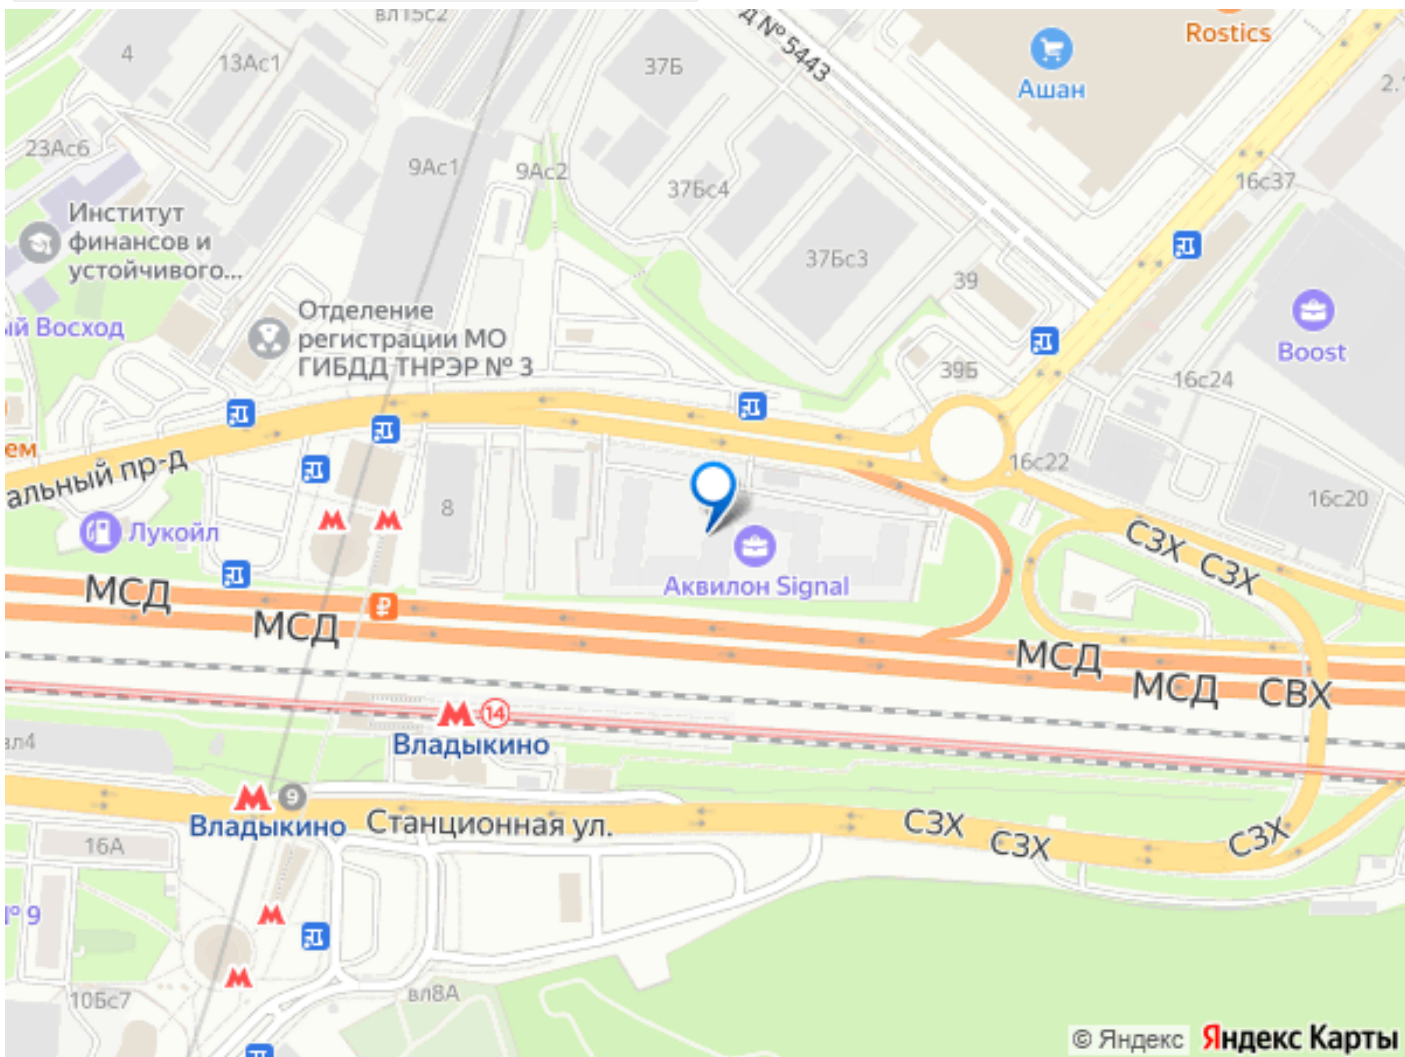 вл15с2
д № 5443
Rostics
4
13Ас1
37Б
Ашан
23Ас6
9Ас1
9Ас2
37Бс4
16с37
Институт
финансов и
устойчивого...
37Бс3
39
ый Восход
Отделение
регистрации МО
ГИБДД ТНРЭР № 3
Boost
39Б
16с24
ем
альный пр-д
16с22
8
16с20
Лукойл
СЗХ
СЗХ
Аквилон Signal
МСД
МСД
МСД
МСД
СВХ
14
Владыкино
вл4
9
Владыкино
Станционная ул.
СЗХ
СЗХ
СЗХ
16А
№ 9
10Бс7
вл8А
© Яндекс Яндекс Карты